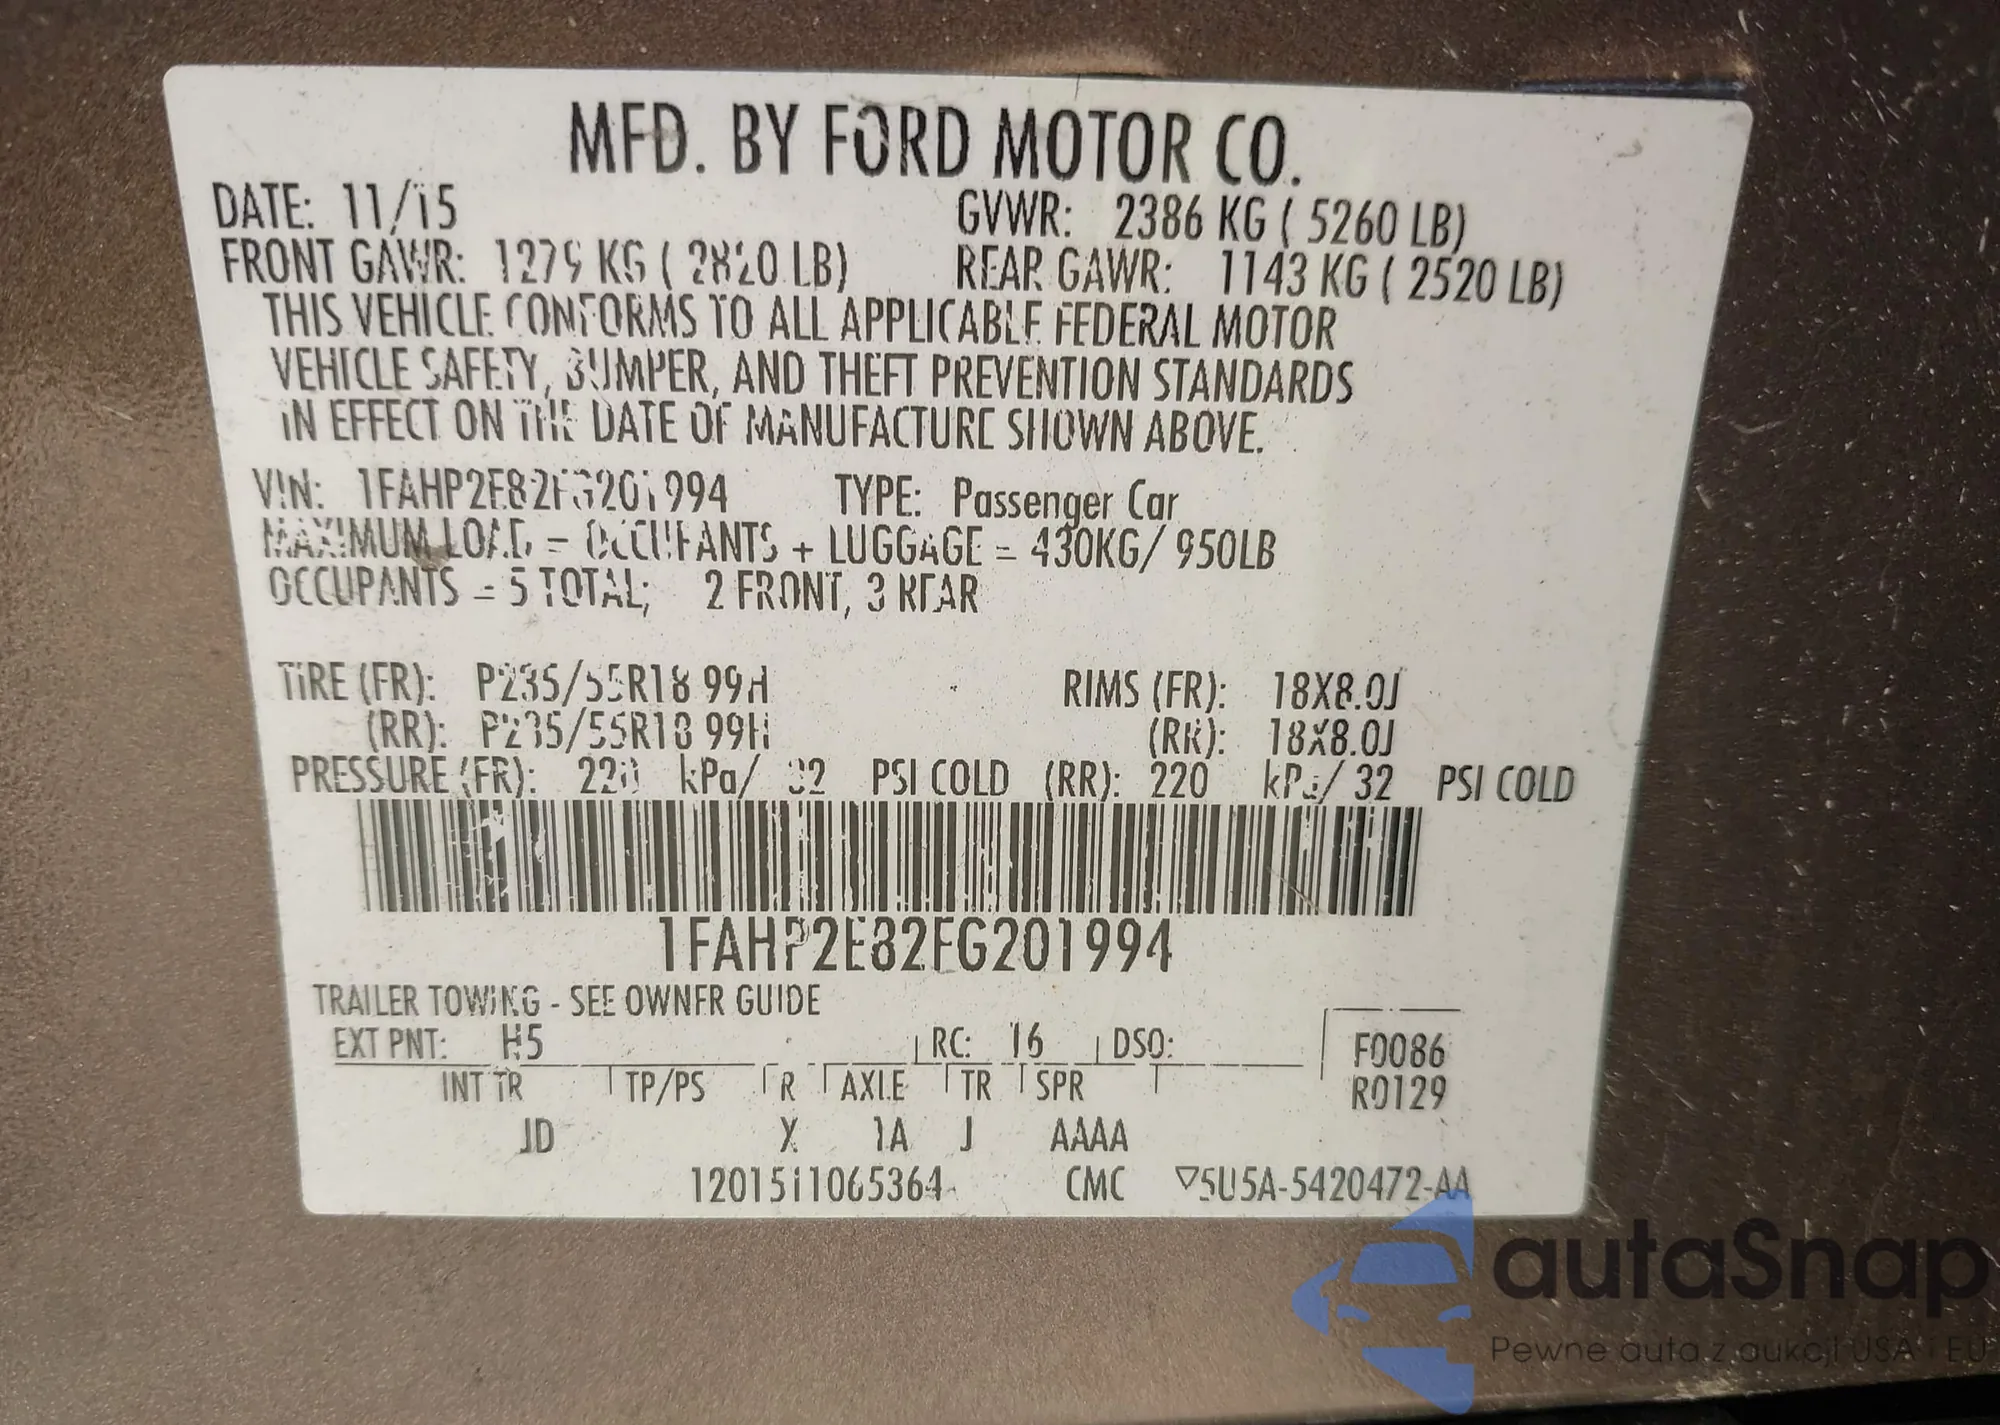 MFD. BY FORD MOTOR CO.
DATE: 11/15 GVWR: 2386 KG ( 5260 LB)
FRONT GAWR: 1279 KG ( 2820 LB) REAR GAWR: 1143 KG ( 2520 LB)
THIS VEHICLE CONFORMS TO ALL APPLICABLE FEDERAL MOTOR
VEHICLE SAFETY, BUMPER, AND THEFT PREVENTION STANDARDS
IN EFFECT ON THE DATE OF MANUFACTURE SHOWN ABOVE.
VIN: 1FAHP2E82FG201994 TYPE: Passenger Car
MAXIMUM LOAD = OCCUPANTS + LUGGAGE = 430KG/ 950LB
OCCUPANTS = 5 TOTAL; 2 FRONT, 3 REAR
TIRE (FR): P235/55R18 99H RIMS (FR): 18X8.0J
(RR): P235/55R18 99H (RR): 18X8.0J
PRESSURE (FR): 220 kPa/ 32 PSI COLD (RR): 220 kPa/ 32 PSI COLD
1FAHP2E82FG201994
TRAILER TOWING - SEE OWNER GUIDE
EXT PNT: H5 RC: 16 DSO: F0086
INT TR TP/PS R AXLE TR SPR R0129
JD X 1A J AAAA
1201511065364 CMC ▽5U5A-5420472-AA
autaSnap
Pewne auta z aukcji USA i EU